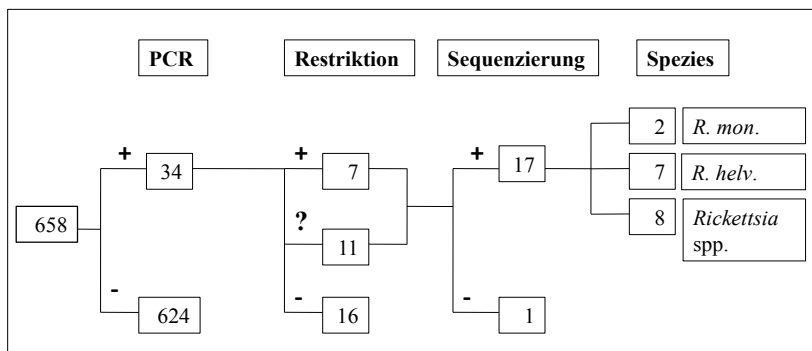 PCR Restriktion Sequenzierung Spezies
2 R. mon.
+ 34 + 7 + 17 7 R. helv.
658 ? 11 8 Rickettsia
spp.
- 624 - 16 - 1